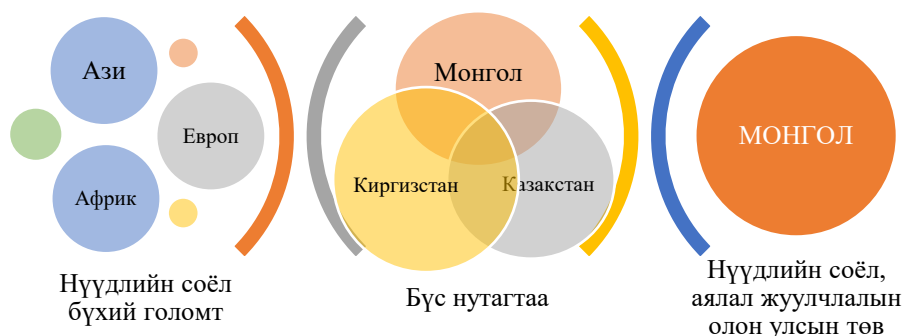 Ази
Европ
Африк
Нүүдлийн соёл
бүхий голомт
Монгол
Киргизстан
Казакстан
Бүс нутагтаа
МОНГОЛ
Нүүдлийн соёл,
аялал жуулчлалын
олон улсын төв